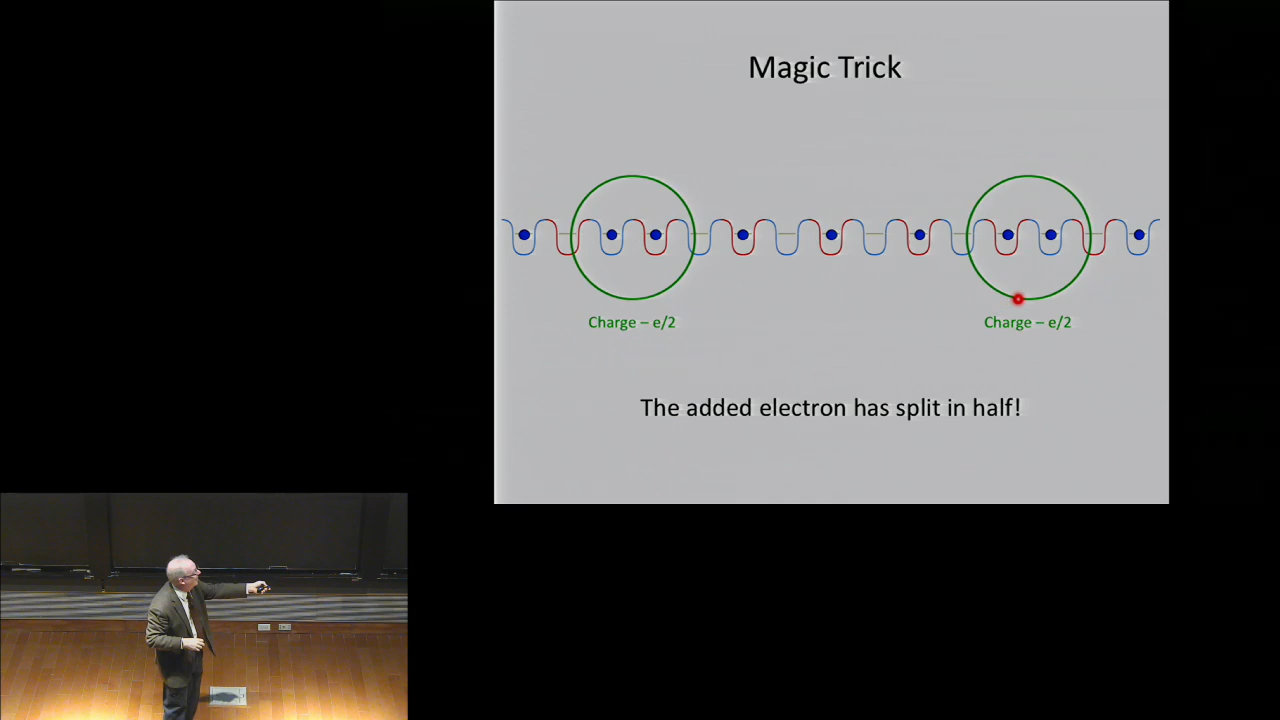 Magic Trick
Charge – e/2
Charge – e/2
The added electron has split in half!